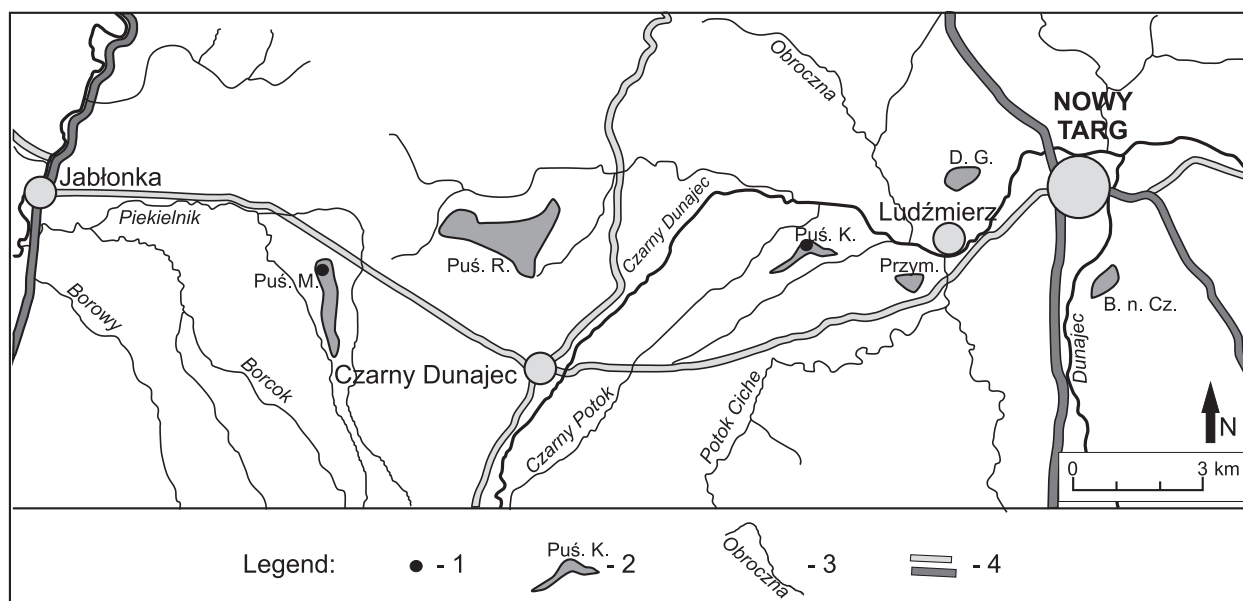 Obroczna
NOWY
TARG
D. G.
Jabłonka
Piekielnik
Czarny Dunajec
Ludźmierz
Puś. K.
Puś. R.
Puś. M.
Przym.
B. n. Cz.
Borowy
Borcok
Czarny Dunajec
Czarny Potok
Potok Ciche
Dunajec
N
0 3 km
Legend:
- 1
Puś. K.
- 2
Obroczna
- 3
- 4